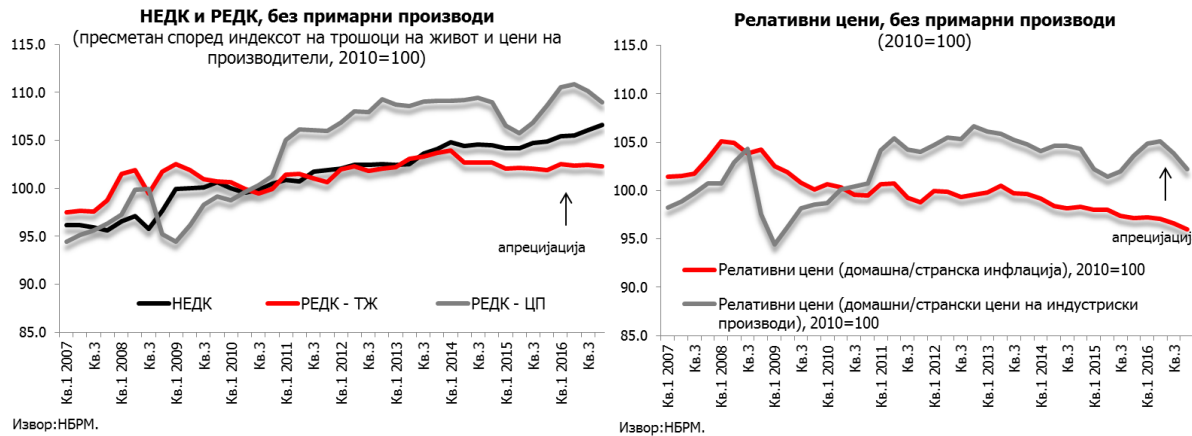 НЕДК и РЕДК, без примарни производи
(пресметан според индексот на трошоци на живот и цени на
производители, 2010=100)
115.0
110.0
105.0
100.0
95.0
90.0
85.0
апрецијација
НЕДК
РЕДК - ТЖ
РЕДК - ЦП
Кв.1 2007
Кв.3
Кв.1 2008
Кв.3
Кв.1 2009
Кв.3
Кв.1 2010
Кв.3
Кв.1 2011
Кв.3
Кв.1 2012
Кв.3
Кв.1 2013
Кв.3
Кв.1 2014
Кв.3
Кв.1 2015
Кв.3
Кв.1 2016
Кв.3
Извор:НБРМ.
Релативни цени, без примарни производи
(2010=100)
115.0
110.0
105.0
100.0
95.0
90.0
85.0
апрецијациј
Релативни цени (домашна/странска инфлација), 2010=100
Релативни цени (домашни/странски цени на индустриски
производи), 2010=100
Кв.1 2007
Кв.3
Кв.1 2008
Кв.3
Кв.1 2009
Кв.3
Кв.1 2010
Кв.3
Кв.1 2011
Кв.3
Кв.1 2012
Кв.3
Кв.1 2013
Кв.3
Кв.1 2014
Кв.3
Кв.1 2015
Кв.3
Кв.1 2016
Кв.3
Извор:НБРМ.